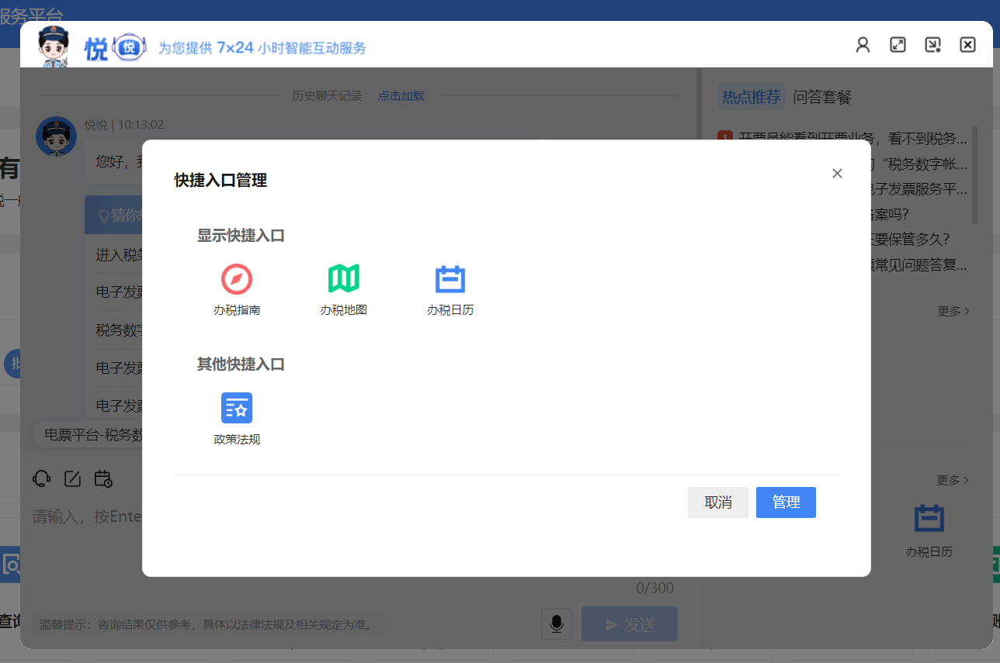 服务平台
悦 悦 为您提供 7×24 小时智能互动服务
历史聊天记录 点击加载
热点推荐 问答套餐
悦悦 | 10:13:02
1 开票员能看到开票业务，看不到税务...
您好，
“税务数字帐...
有
快捷入口管理
电子发票服务平...
税一
猜你
备案吗?
显示快捷入口
要保管多久?
进入税务
票常见问题答复...
电子发票
办税指南
办税地图
办税日历
更多
税务数字
批
其他快捷入口
电子发票
电子发票
电票平台-税务数
政策法规
更多
取消
管理
请输入，按Ente
办税日历
0/300
查询
温馨提示：咨询结果仅供参考，具体以法律法规及相关规定为准。
发送
账